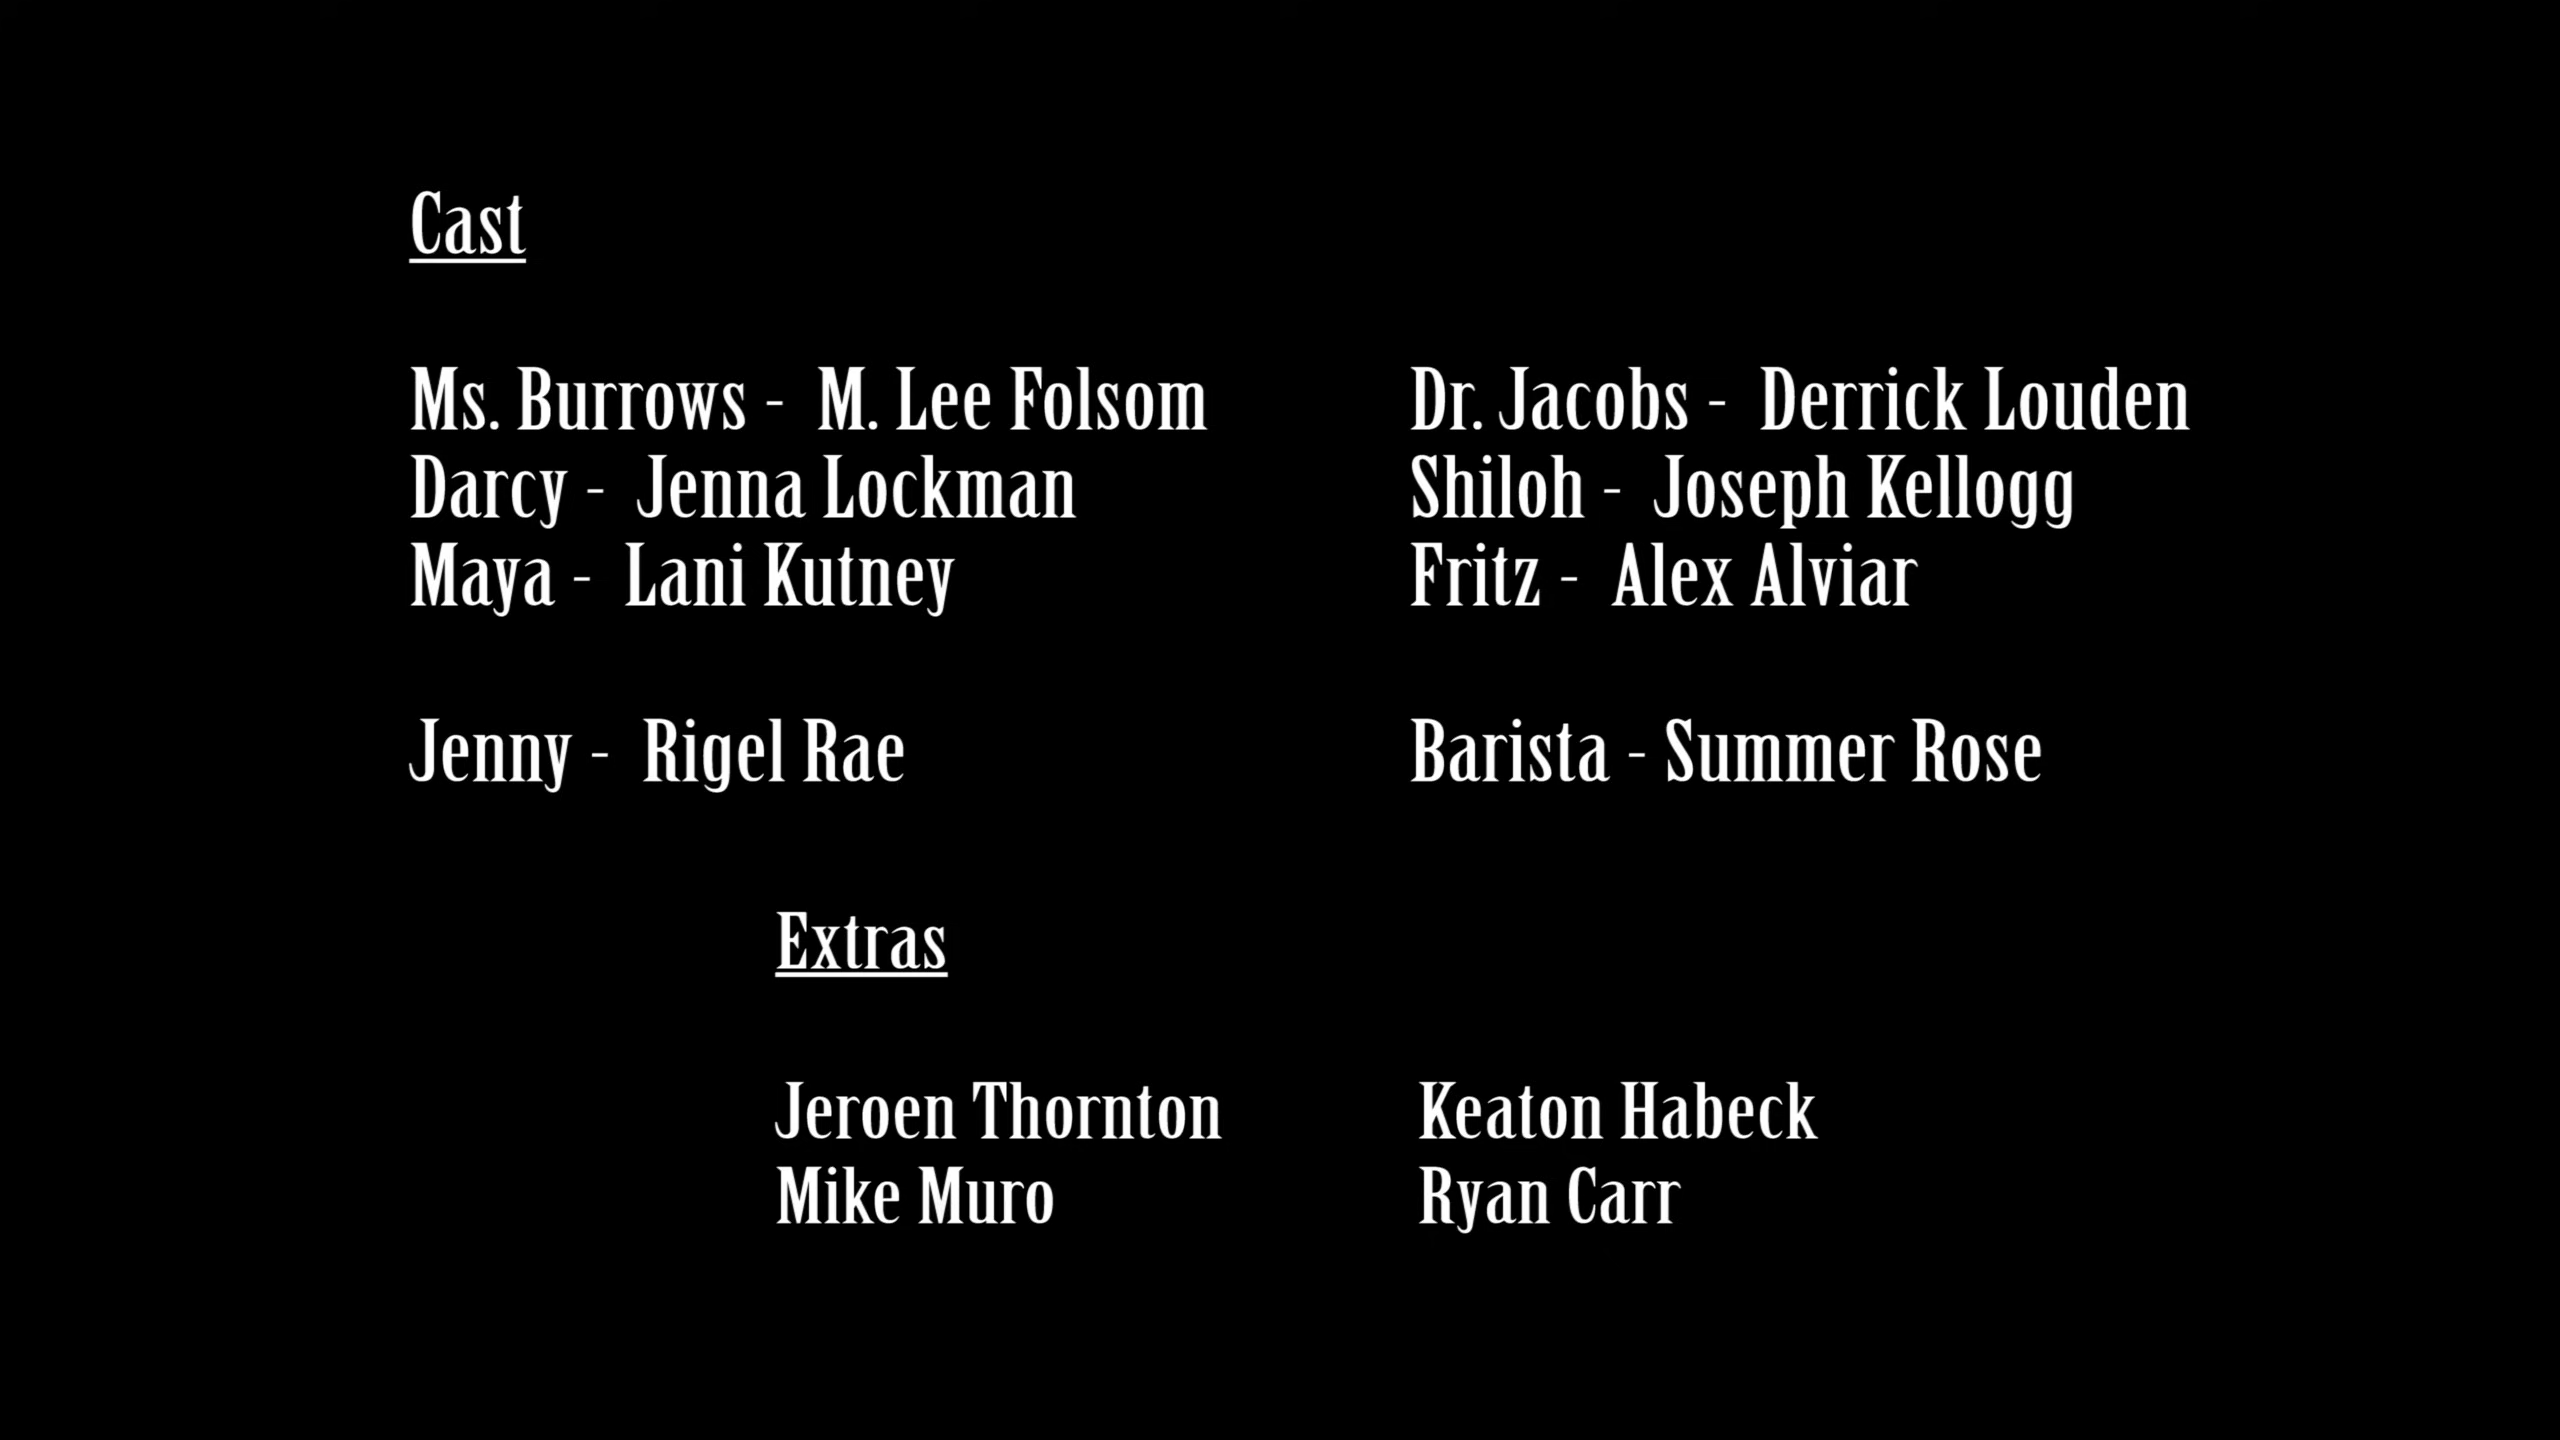 Cast
Ms. Burrows -  M. Lee Folsom
Dr. Jacobs -  Derrick Louden
Darcy -  Jenna Lockman
Shiloh -  Joseph Kellogg
Maya -  Lani Kutney
Fritz -  Alex Alviar
Jenny -  Rigel Rae
Barista - Summer Rose
Extras
Jeroen Thornton
Keaton Habeck
Mike Muro
Ryan Carr